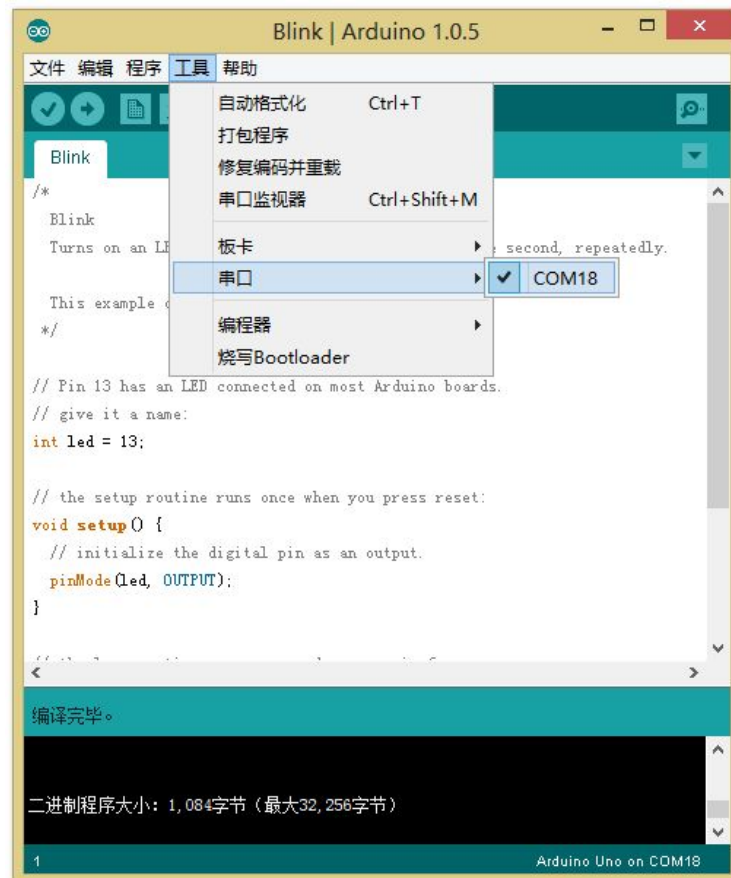 Blink | Arduino 1.0.5
文件 编辑 程序 工具 帮助
自动格式化 Ctrl+T
打包程序
修复编码并重载
串口监视器 Ctrl+Shift+M
板卡
串口
COM18
编程器
烧写Bootloader
Blink
/*
Blink
Turns on an second, repeatedly.
This example
*/
// Pin 13 has an LED connected on most Arduino boards.
// give it a name:
int led = 13;
// the setup routine runs once when you press reset:
void setup() {
// initialize the digital pin as an output.
pinMode(led, OUTPUT);
}
编译完毕。
二进制程序大小: 1,084字节 (最大32,256字节)
1
Arduino Uno on COM18